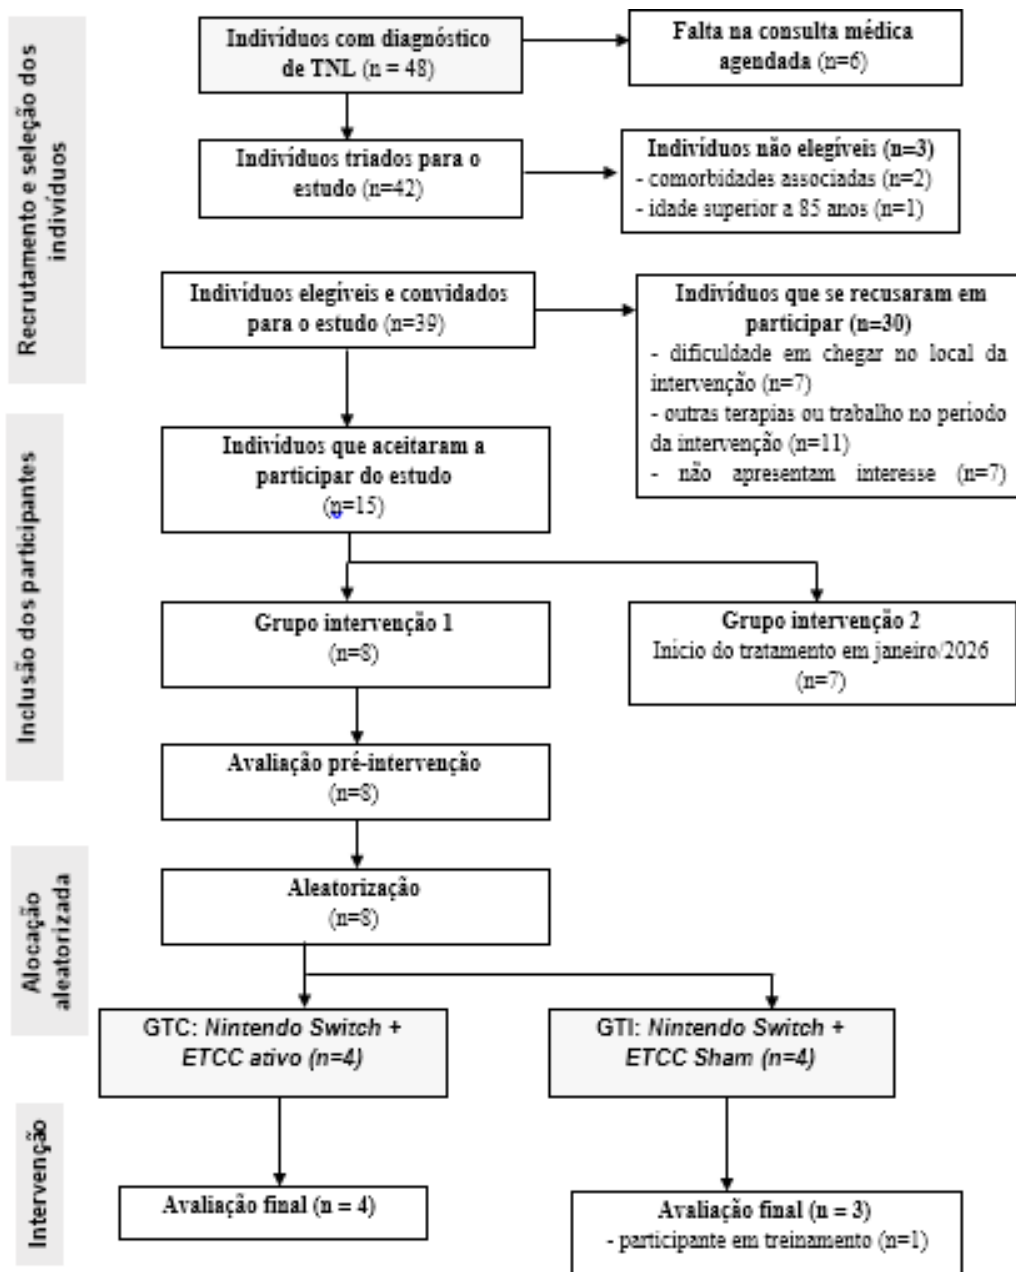 Recrutamento e seleção dos
indivíduos
Indivíduos com diagnóstico
de TNL (n = 48)
Falta na consulta médica
agendada (n=6)
Indivíduos triados para o
estudo (n=42)
Indivíduos não elegíveis (n=3)
- comorbidades associadas (n=2)
- idade superior a 85 anos (n=1)
Indivíduos elegíveis e convidados
para o estudo (n=39)
Indivíduos que se recusaram em
participar (n=30)
- dificuldade em chegar no local da
intervenção (n=7)
- outras terapias ou trabalho no período
da intervenção (n=11)
- não apresentam interesse (n=7)
Inclusão dos participantes
Indivíduos que aceitaram a
participar do estudo
(n=15)
Grupo intervenção 1
(n=8)
Grupo intervenção 2
Início do tratamento em janeiro/2026
(n=7)
Avaliação pré-intervenção
(n=8)
Alocação
aleatorizada
Aleatorização
(n=8)
GTC: Nintendo Switch +
ETCC ativo (n=4)
GTI: Nintendo Switch +
ETCC Sham (n=4)
Intervenção
Avaliação final (n = 4)
Avaliação final (n = 3)
- participante em treinamento (n=1)